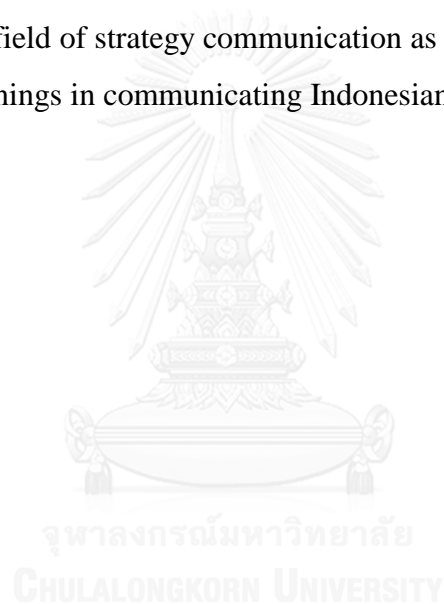 field of strategy communication as
nings in communicating Indonesian
จุฬาลงกรณ์มหาวิทยาลัย
CHULALONGKORN UNIVERSITY